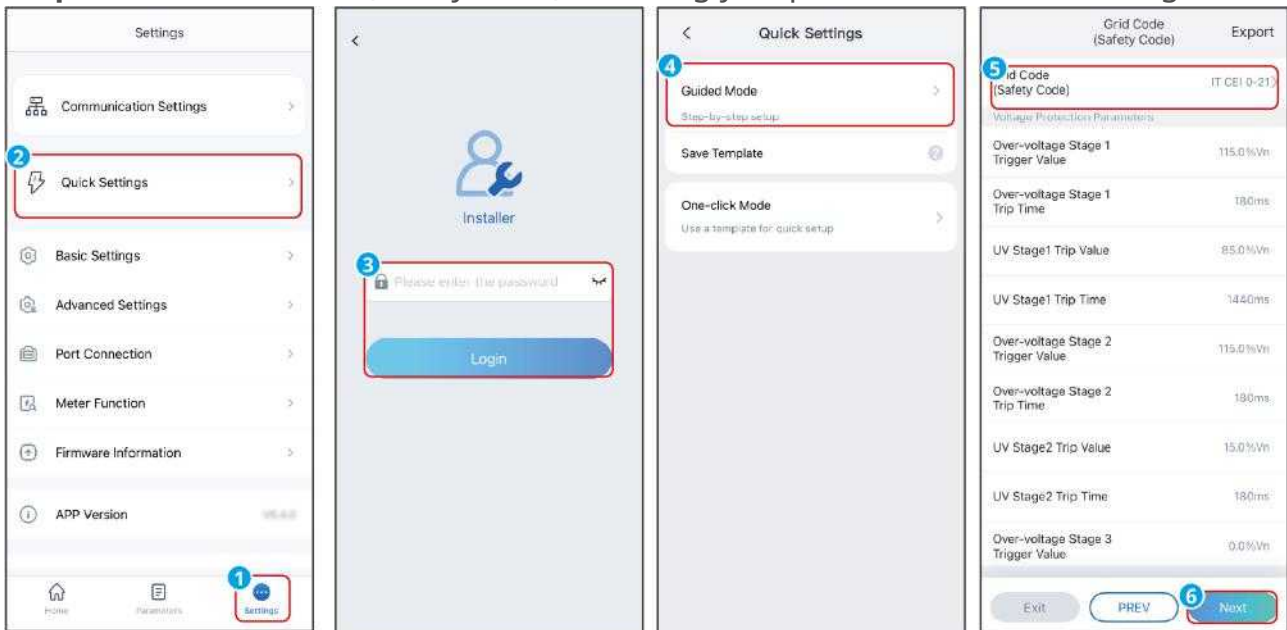 Settings
Communication Settings
2
Quick Settings
Basic Settings
Advanced Settings
Port Connection
Meter Function
Firmware Information
APP Version
1
Home
Parameters
Settings
Installer
3
Please enter the password
Login
Quick Settings
4
Guided Mode
Step-by-step setup
Save Template
One-click Mode
Use a template for quick setup
Grid Code
(Safety Code)
Export
5
id Code
(Safety Code)
IT CEI 0-21
Voltage Protection Parameters
Over-voltage Stage 1
Trigger Value
115.0%Vn
Over-voltage Stage 1
Trip Time
180ms
UV Stage1 Trip Value
85.0%Vn
UV Stage1 Trip Time
1440ms
Over-voltage Stage 2
Trigger Value
115.0%Vn
Over-voltage Stage 2
Trip Time
180ms
UV Stage2 Trip Value
15.0%Vn
UV Stage2 Trip Time
180ms
Over-voltage Stage 3
Trigger Value
0.0%Vn
Exit
PREV
6
Next